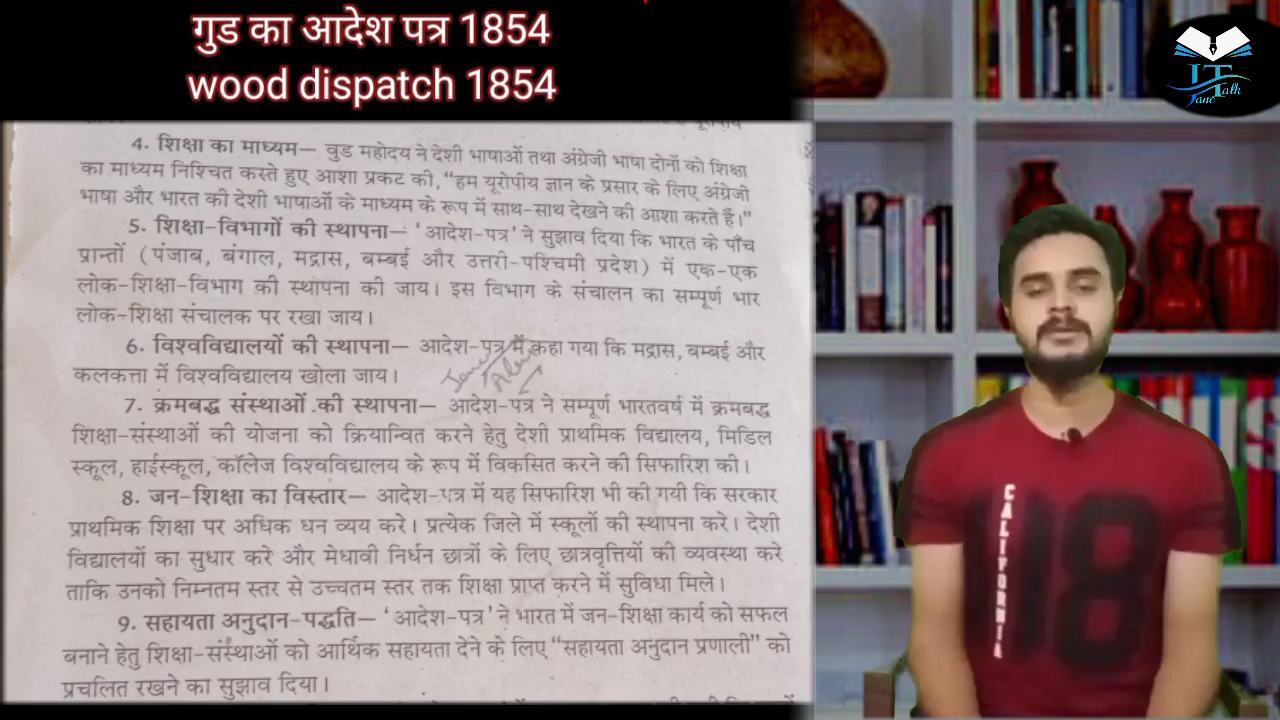 गुड का आदेश पत्र 1854
wood dispatch 1854
4. शिक्षा का माध्यम— वुड महोदय ने देशी भाषाओं तथा अंग्रेजी भाषा दोनों को शिक्षा
का माध्यम निश्चित करते हुए आशा प्रकट की, “हम यूरोपीय ज्ञान के प्रसार के लिए अंग्रेजी
भाषा और भारत की देशी भाषाओं के माध्यम के रूप में साथ-साथ देखने की आशा करते हैं।”
5. शिक्षा-विभागों की स्थापना— ‘आदेश-पत्र’ ने सुझाव दिया कि भारत के पाँच
प्रान्तों (पंजाब, बंगाल, मद्रास, बम्बई और उत्तरी-पश्चिमी प्रदेश) में एक-एक
लोक-शिक्षा-विभाग की स्थापना की जाय। इस विभाग के संचालन का सम्पूर्ण भार
लोक-शिक्षा संचालक पर रखा जाय।
6. विश्वविद्यालयों की स्थापना— आदेश-पत्र में कहा गया कि मद्रास, बम्बई और
कलकत्ता में विश्वविद्यालय खोला जाय।
7. क्रमबद्ध संस्थाओं की स्थापना— आदेश-पत्र ने सम्पूर्ण भारतवर्ष में क्रमबद्ध
शिक्षा-संस्थाओं की योजना को क्रियान्वित करने हेतु देशी प्राथमिक विद्यालय, मिडिल
स्कूल, हाईस्कूल, कॉलेज विश्वविद्यालय के रूप में विकसित करने की सिफारिश की।
8. जन-शिक्षा का विस्तार— आदेश-पत्र में यह सिफारिश भी की गयी कि सरकार
प्राथमिक शिक्षा पर अधिक धन व्यय करे। प्रत्येक जिले में स्कूलों की स्थापना करे। देशी
विद्यालयों का सुधार करे और मेधावी निर्धन छात्रों के लिए छात्रवृत्तियों की व्यवस्था करे
ताकि उनको निम्नतम स्तर से उच्चतम स्तर तक शिक्षा प्राप्त करने में सुविधा मिले।
9. सहायता अनुदान-पद्धति— ‘आदेश-पत्र’ ने भारत में जन-शिक्षा कार्य को सफल
बनाने हेतु शिक्षा-संस्थाओं को आर्थिक सहायता देने के लिए “सहायता अनुदान प्रणाली” को
प्रचलित रखने का सुझाव दिया।
Jane Talk
CALIFORNIA
118